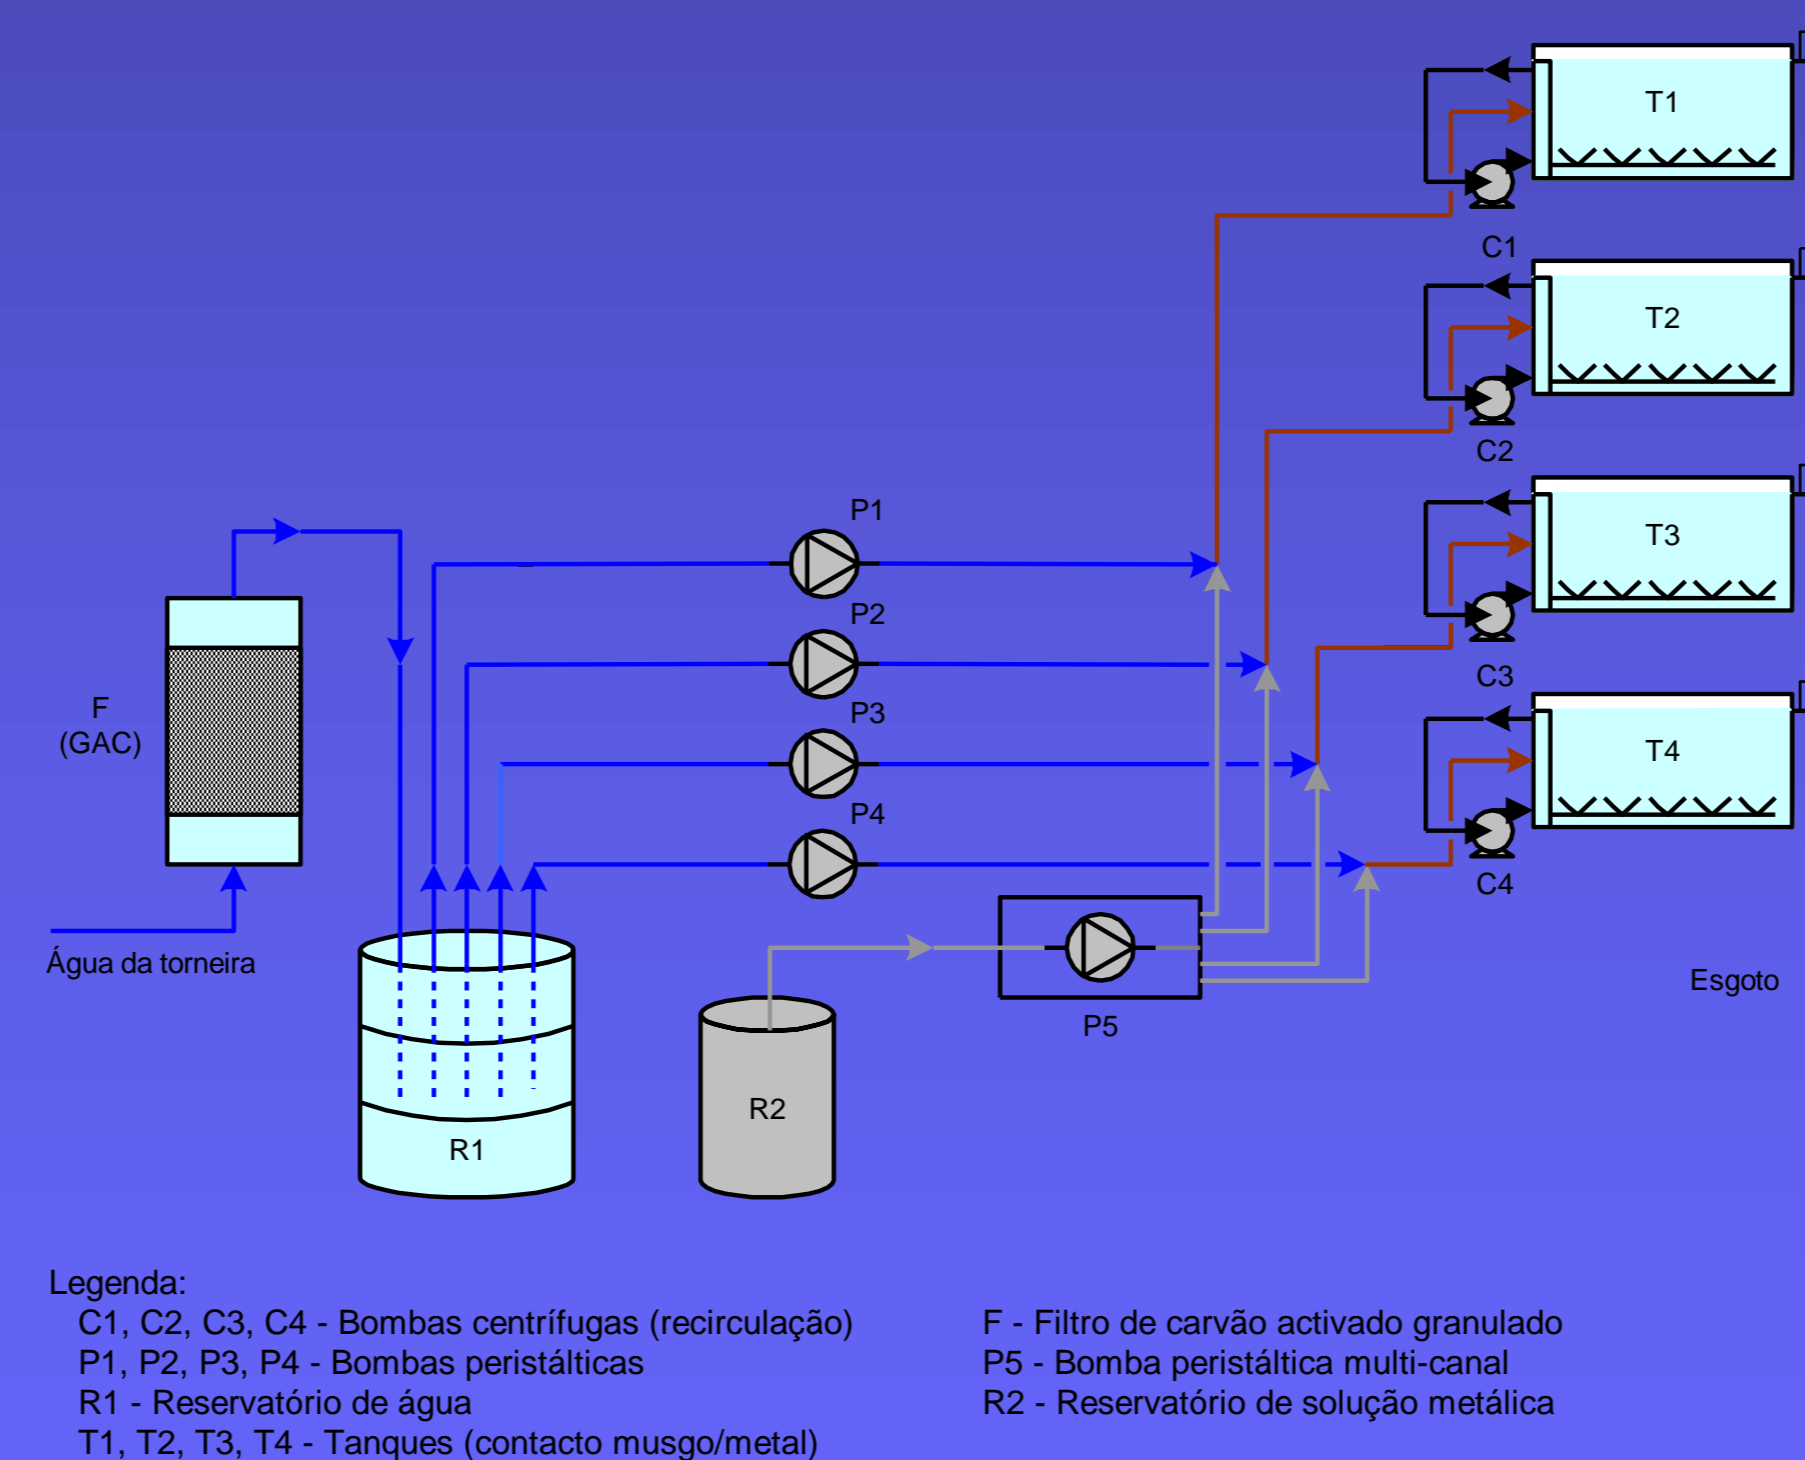 T1
C1
T2
C2
P1
T3
P2
C3
F
(GAC)
P3
T4
P4
C4
Água da torneira
Esgoto
P5
R2
R1
Legenda:
C1, C2, C3, C4 - Bombas centrífugas (recirculação)
F - Filtro de carvão activado granulado
P1, P2, P3, P4 - Bombas peristálticas
P5 - Bomba peristáltica multi-canal
R1 - Reservatório de água
R2 - Reservatório de solução metálica
T1, T2, T3, T4 - Tanques (contacto musgo/metal)